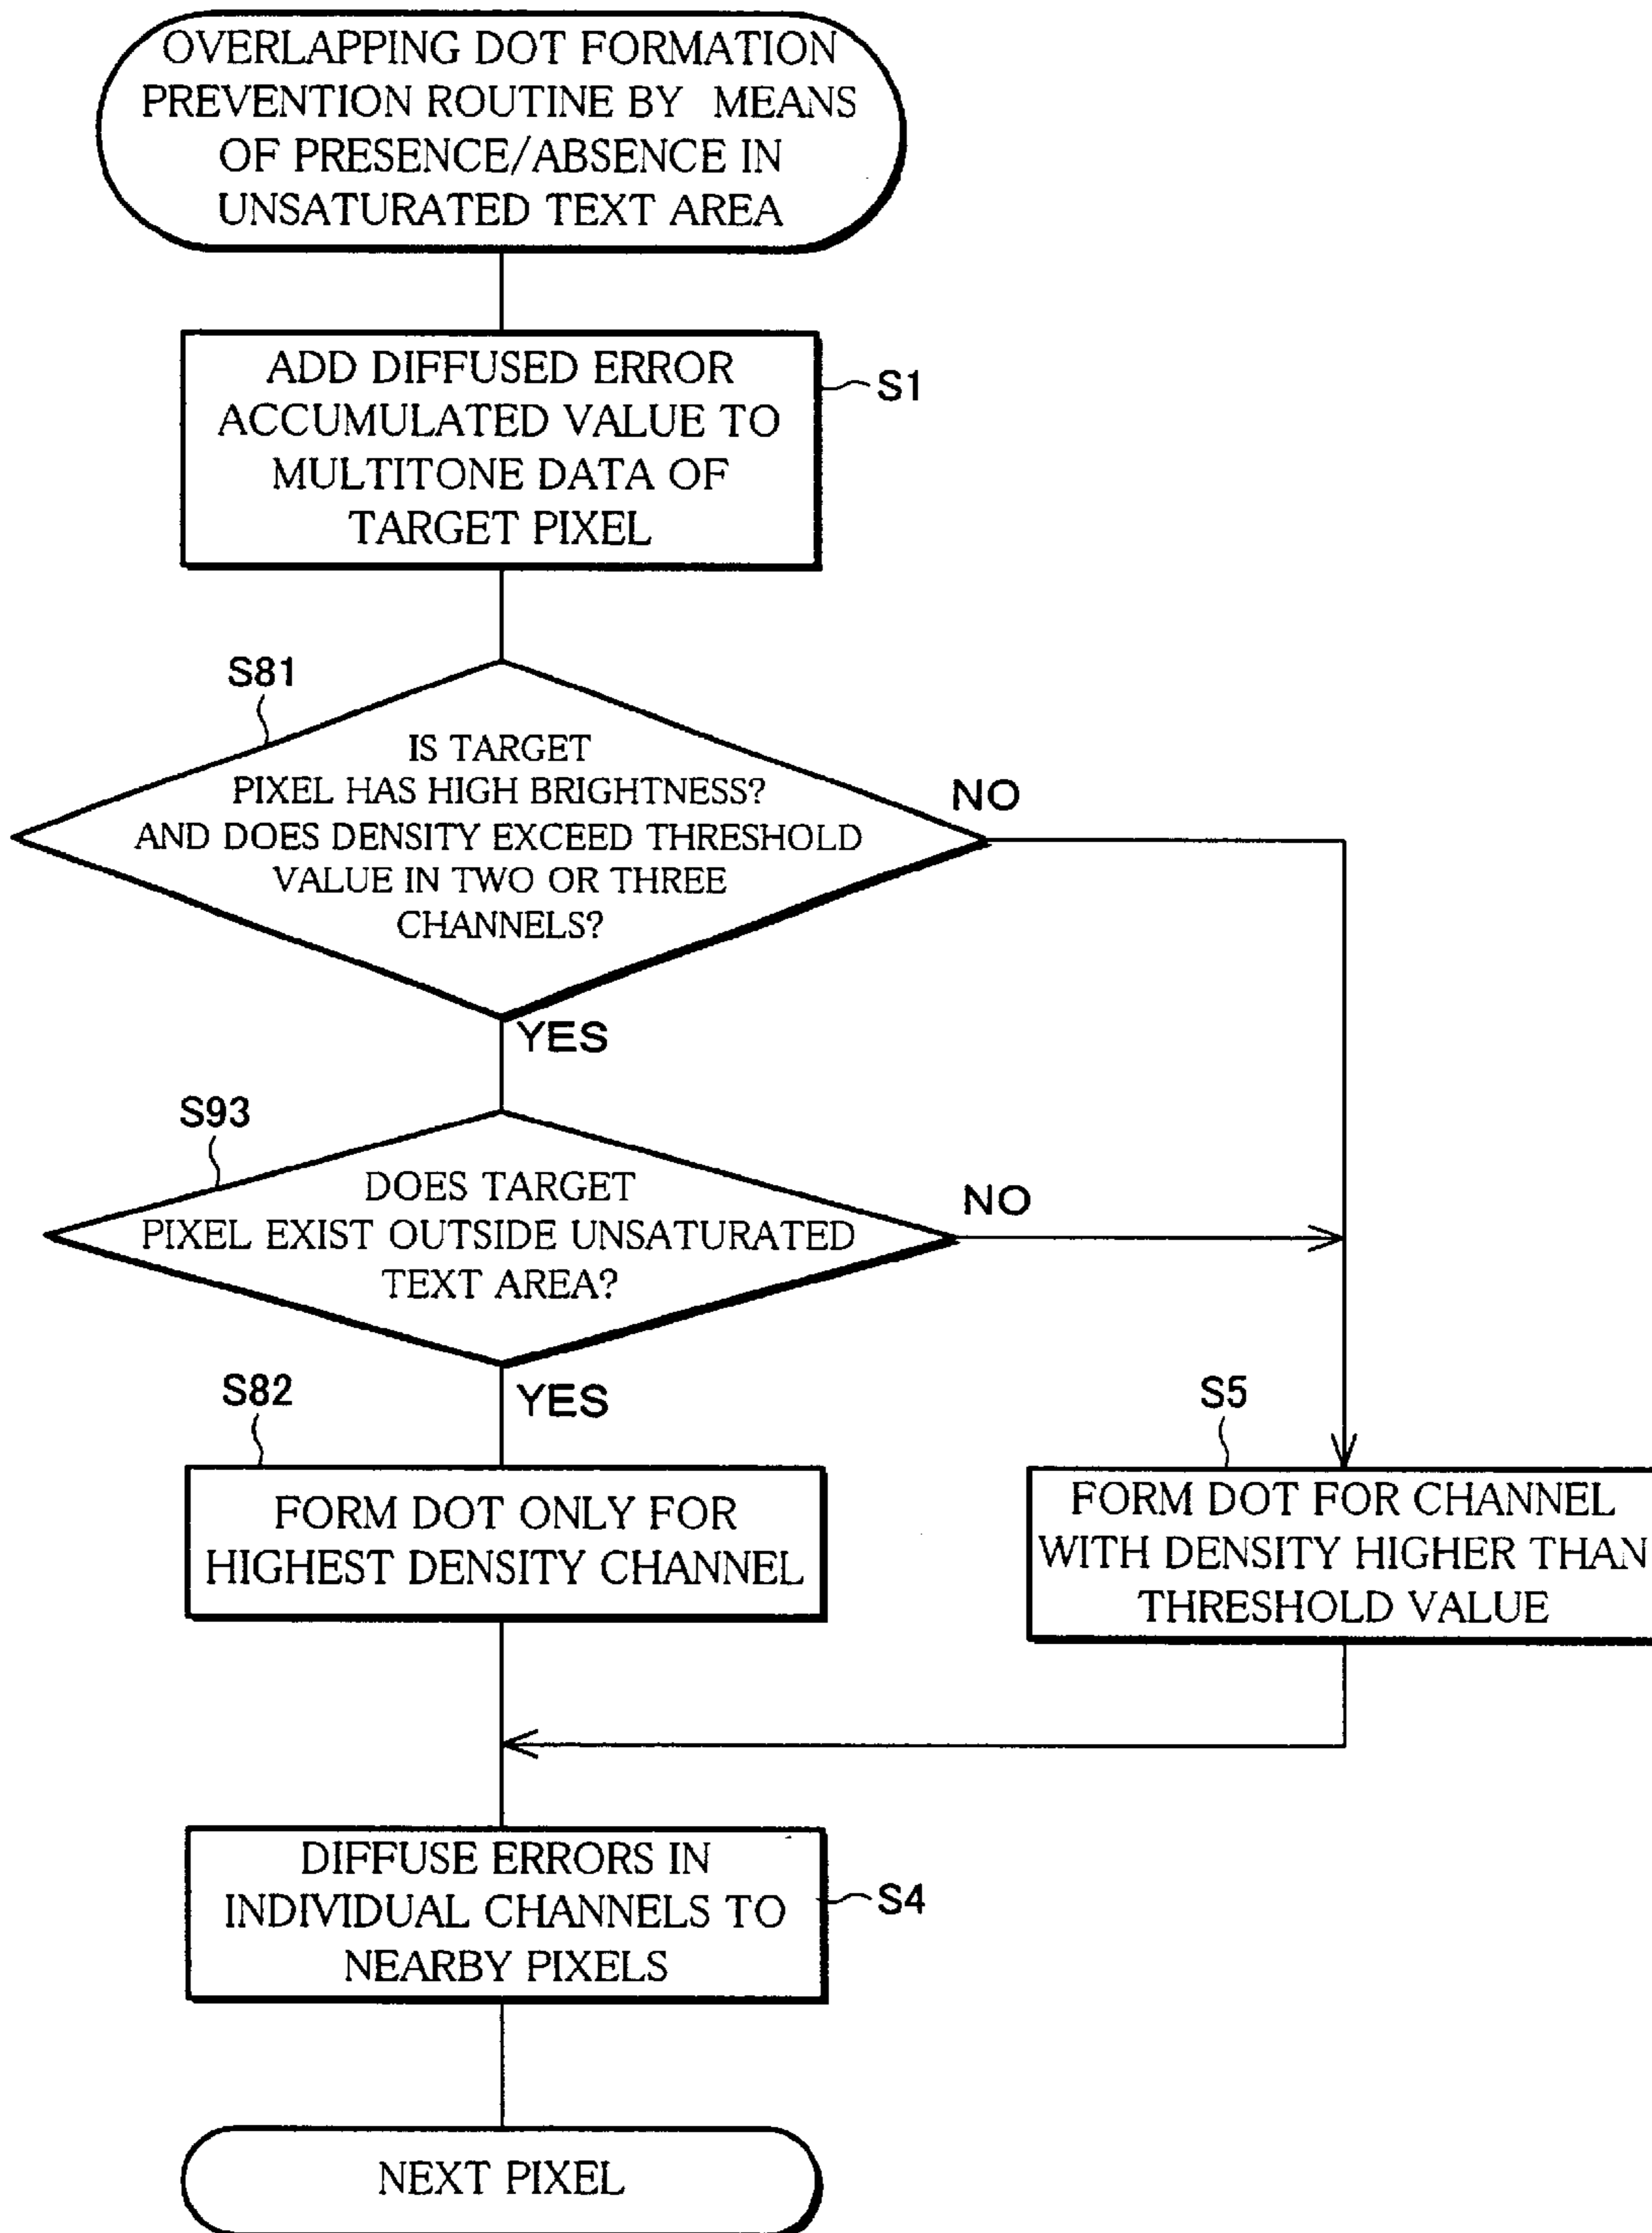 OVERLAPPING DOT FORMATION
PREVENTION ROUTINE BY MEANS
OF PRESENCE/ABSENCE IN
UNSATURATED TEXT AREA
ADD DIFFUSED ERROR
ACCUMULATED VALUE TO
MULTITONE DATA OF
TARGET PIXEL
S1
S81
IS TARGET
PIXEL HAS HIGH BRIGHTNESS?
AND DOES DENSITY EXCEED THRESHOLD
VALUE IN TWO OR THREE
CHANNELS?
NO
YES
S93
DOES TARGET
PIXEL EXIST OUTSIDE UNSATURATED
TEXT AREA?
NO
YES
S82
FORM DOT ONLY FOR
HIGHEST DENSITY CHANNEL
S5
FORM DOT FOR CHANNEL
WITH DENSITY HIGHER THAN
THRESHOLD VALUE
DIFFUSE ERRORS IN
INDIVIDUAL CHANNELS TO
NEARBY PIXELS
S4
NEXT PIXEL